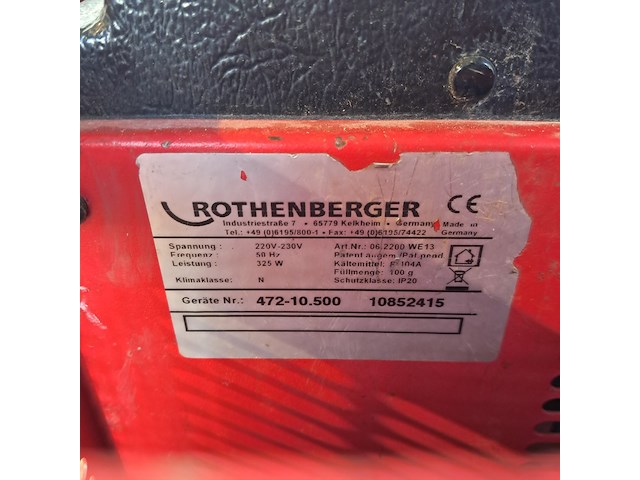 ROTHENBERGER
Industriestraße 7 • 65779 Kelkheim • Germany
Tel.: +49 (0)6195/800-1 • Fax: +49 (0)6195/74422
CE
Made in
Germany
Spannung : 220V-230V
Frequenz : 50 Hz
Leistung : 325 W
Klimaklasse: N
Art.Nr.: 06.2200 WE13
Patent angem./Pat.pend.
Kältemittel: R-404A
Füllmenge: 100 g
Schutzklasse: IP20
Geräte Nr.: 472-10.500 10852415